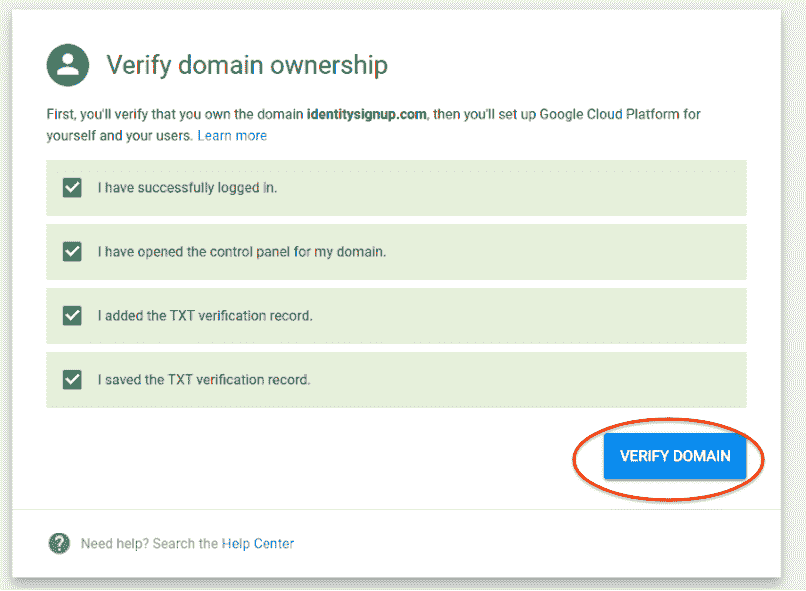 Verify domain ownership
First, you'll verify that you own the domain identitysignup.com, then you'll set up Google Cloud Platform for
yourself and your users. Learn more
I have successfully logged in.
I have opened the control panel for my domain.
I added the TXT verification record.
I saved the TXT verification record.
VERIFY DOMAIN
Need help? Search the Help Center